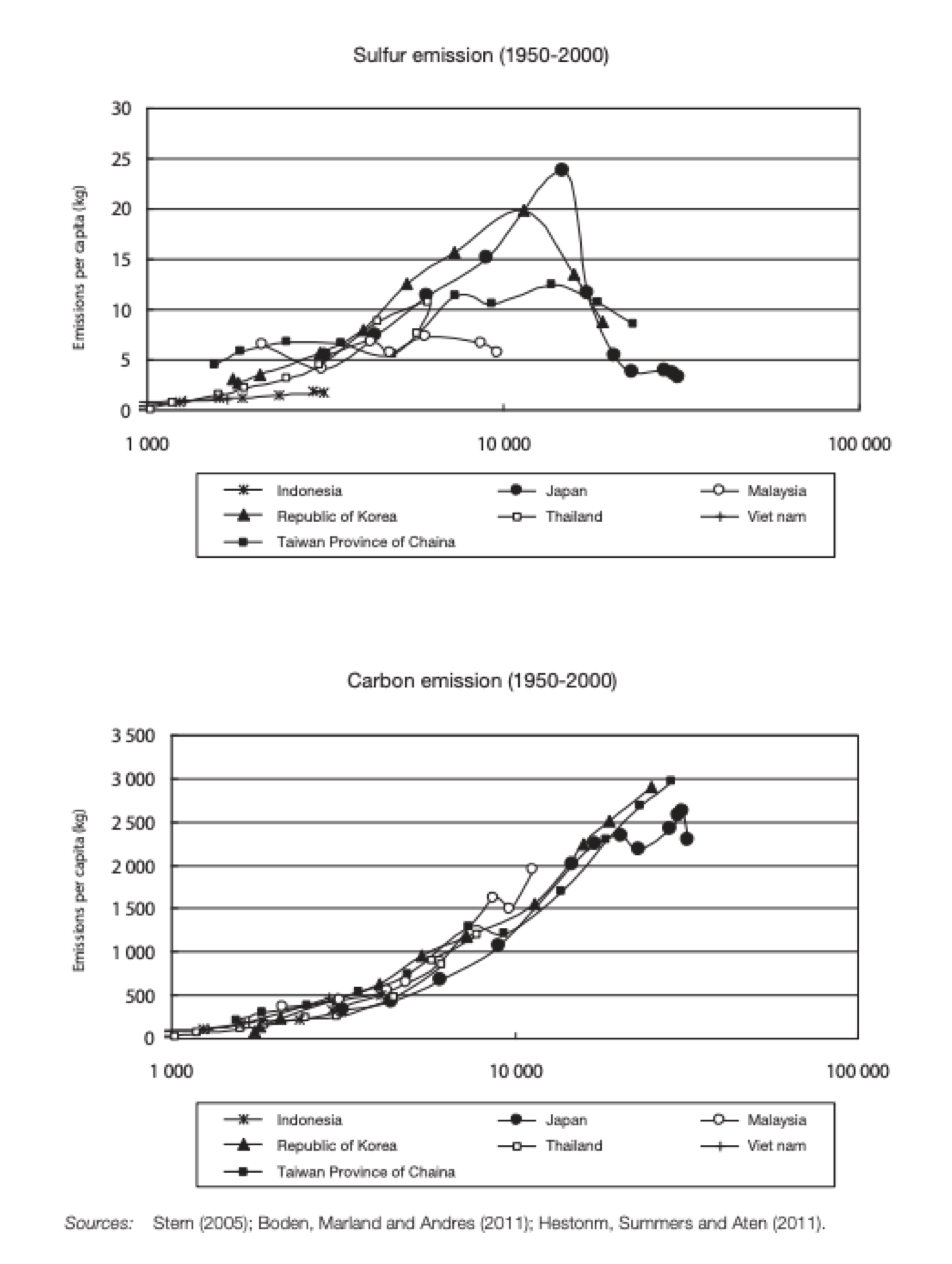 Sulfur emission (1950-2000)
Emissions per capita (kg)
30
25
20
15
10
5
0
1 000
10 000
100 000
Indonesia
Japan
Malaysia
Republic of Korea
Thailand
Viet nam
Taiwan Province of Chaina
Carbon emission (1950-2000)
Emissions per capita (kg)
3 500
3 000
2 500
2 000
1 500
1 000
500
0
1 000
10 000
100 000
Indonesia
Japan
Malaysia
Republic of Korea
Thailand
Viet nam
Taiwan Province of Chaina
Sources: Stern (2005); Boden, Marland and Andres (2011); Hestonm, Summers and Aten (2011).